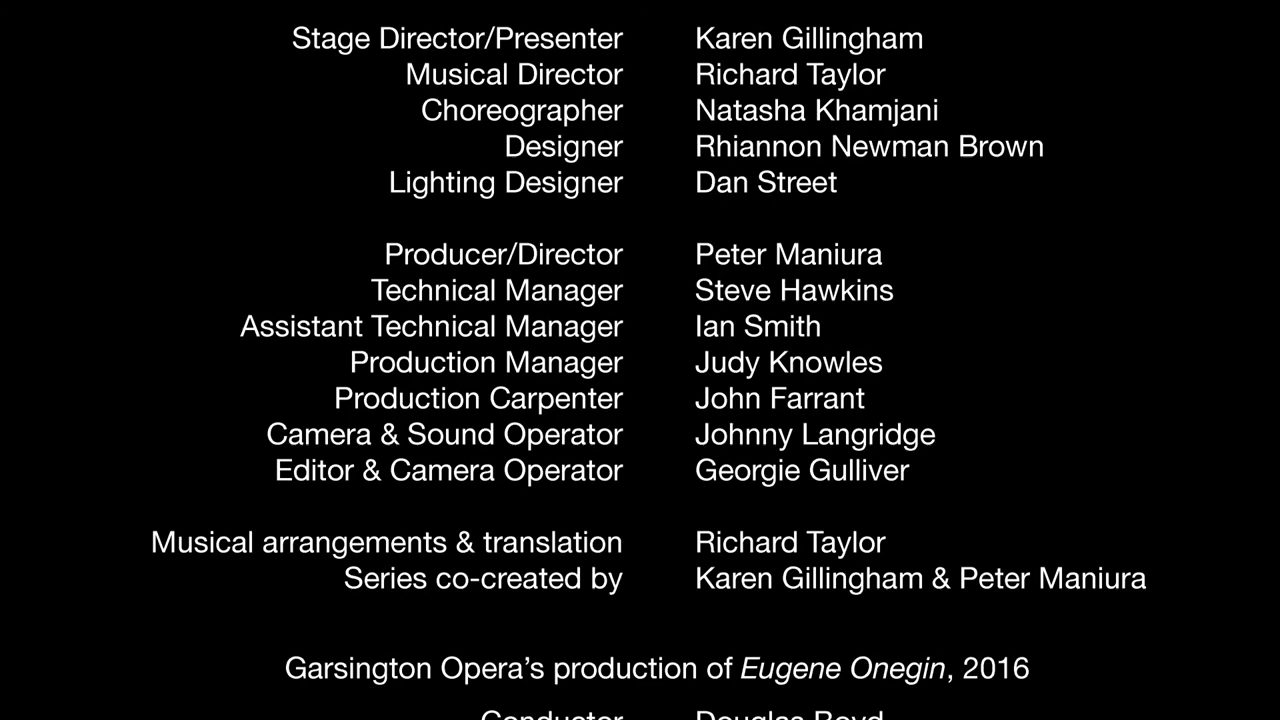 Stage Director/Presenter Karen Gillingham
Musical Director Richard Taylor
Choreographer Natasha Khamjani
Designer Rhiannon Newman Brown
Lighting Designer Dan Street
Producer/Director Peter Maniura
Technical Manager Steve Hawkins
Assistant Technical Manager Ian Smith
Production Manager Judy Knowles
Production Carpenter John Farrant
Camera & Sound Operator Johnny Langridge
Editor & Camera Operator Georgie Gulliver
Musical arrangements & translation Richard Taylor
Series co-created by Karen Gillingham & Peter Maniura
Garsington Opera’s production of Eugene Onegin, 2016
Conductor Douglas Boyd